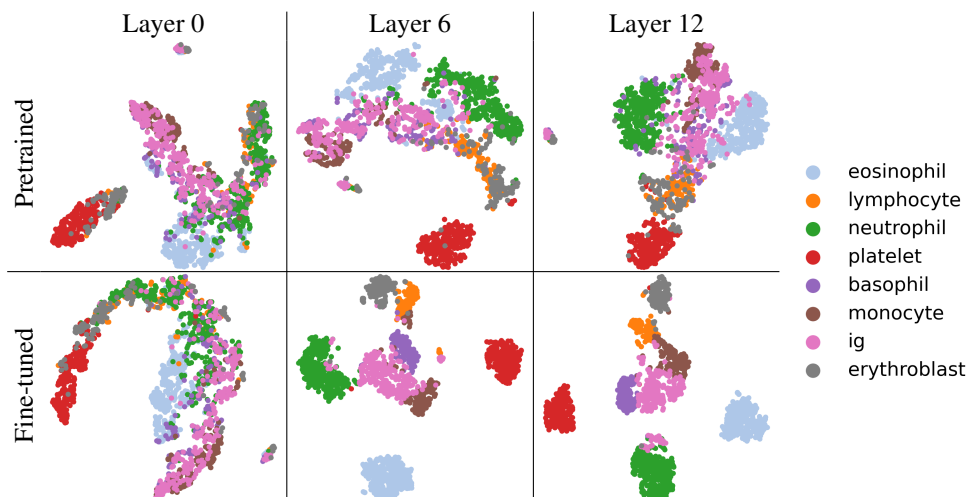 Layer 0
Layer 6
Layer 12
Pretrained
Fine-tuned
eosinophil
lymphocyte
neutrophil
platelet
basophil
monocyte
ig
erythroblast